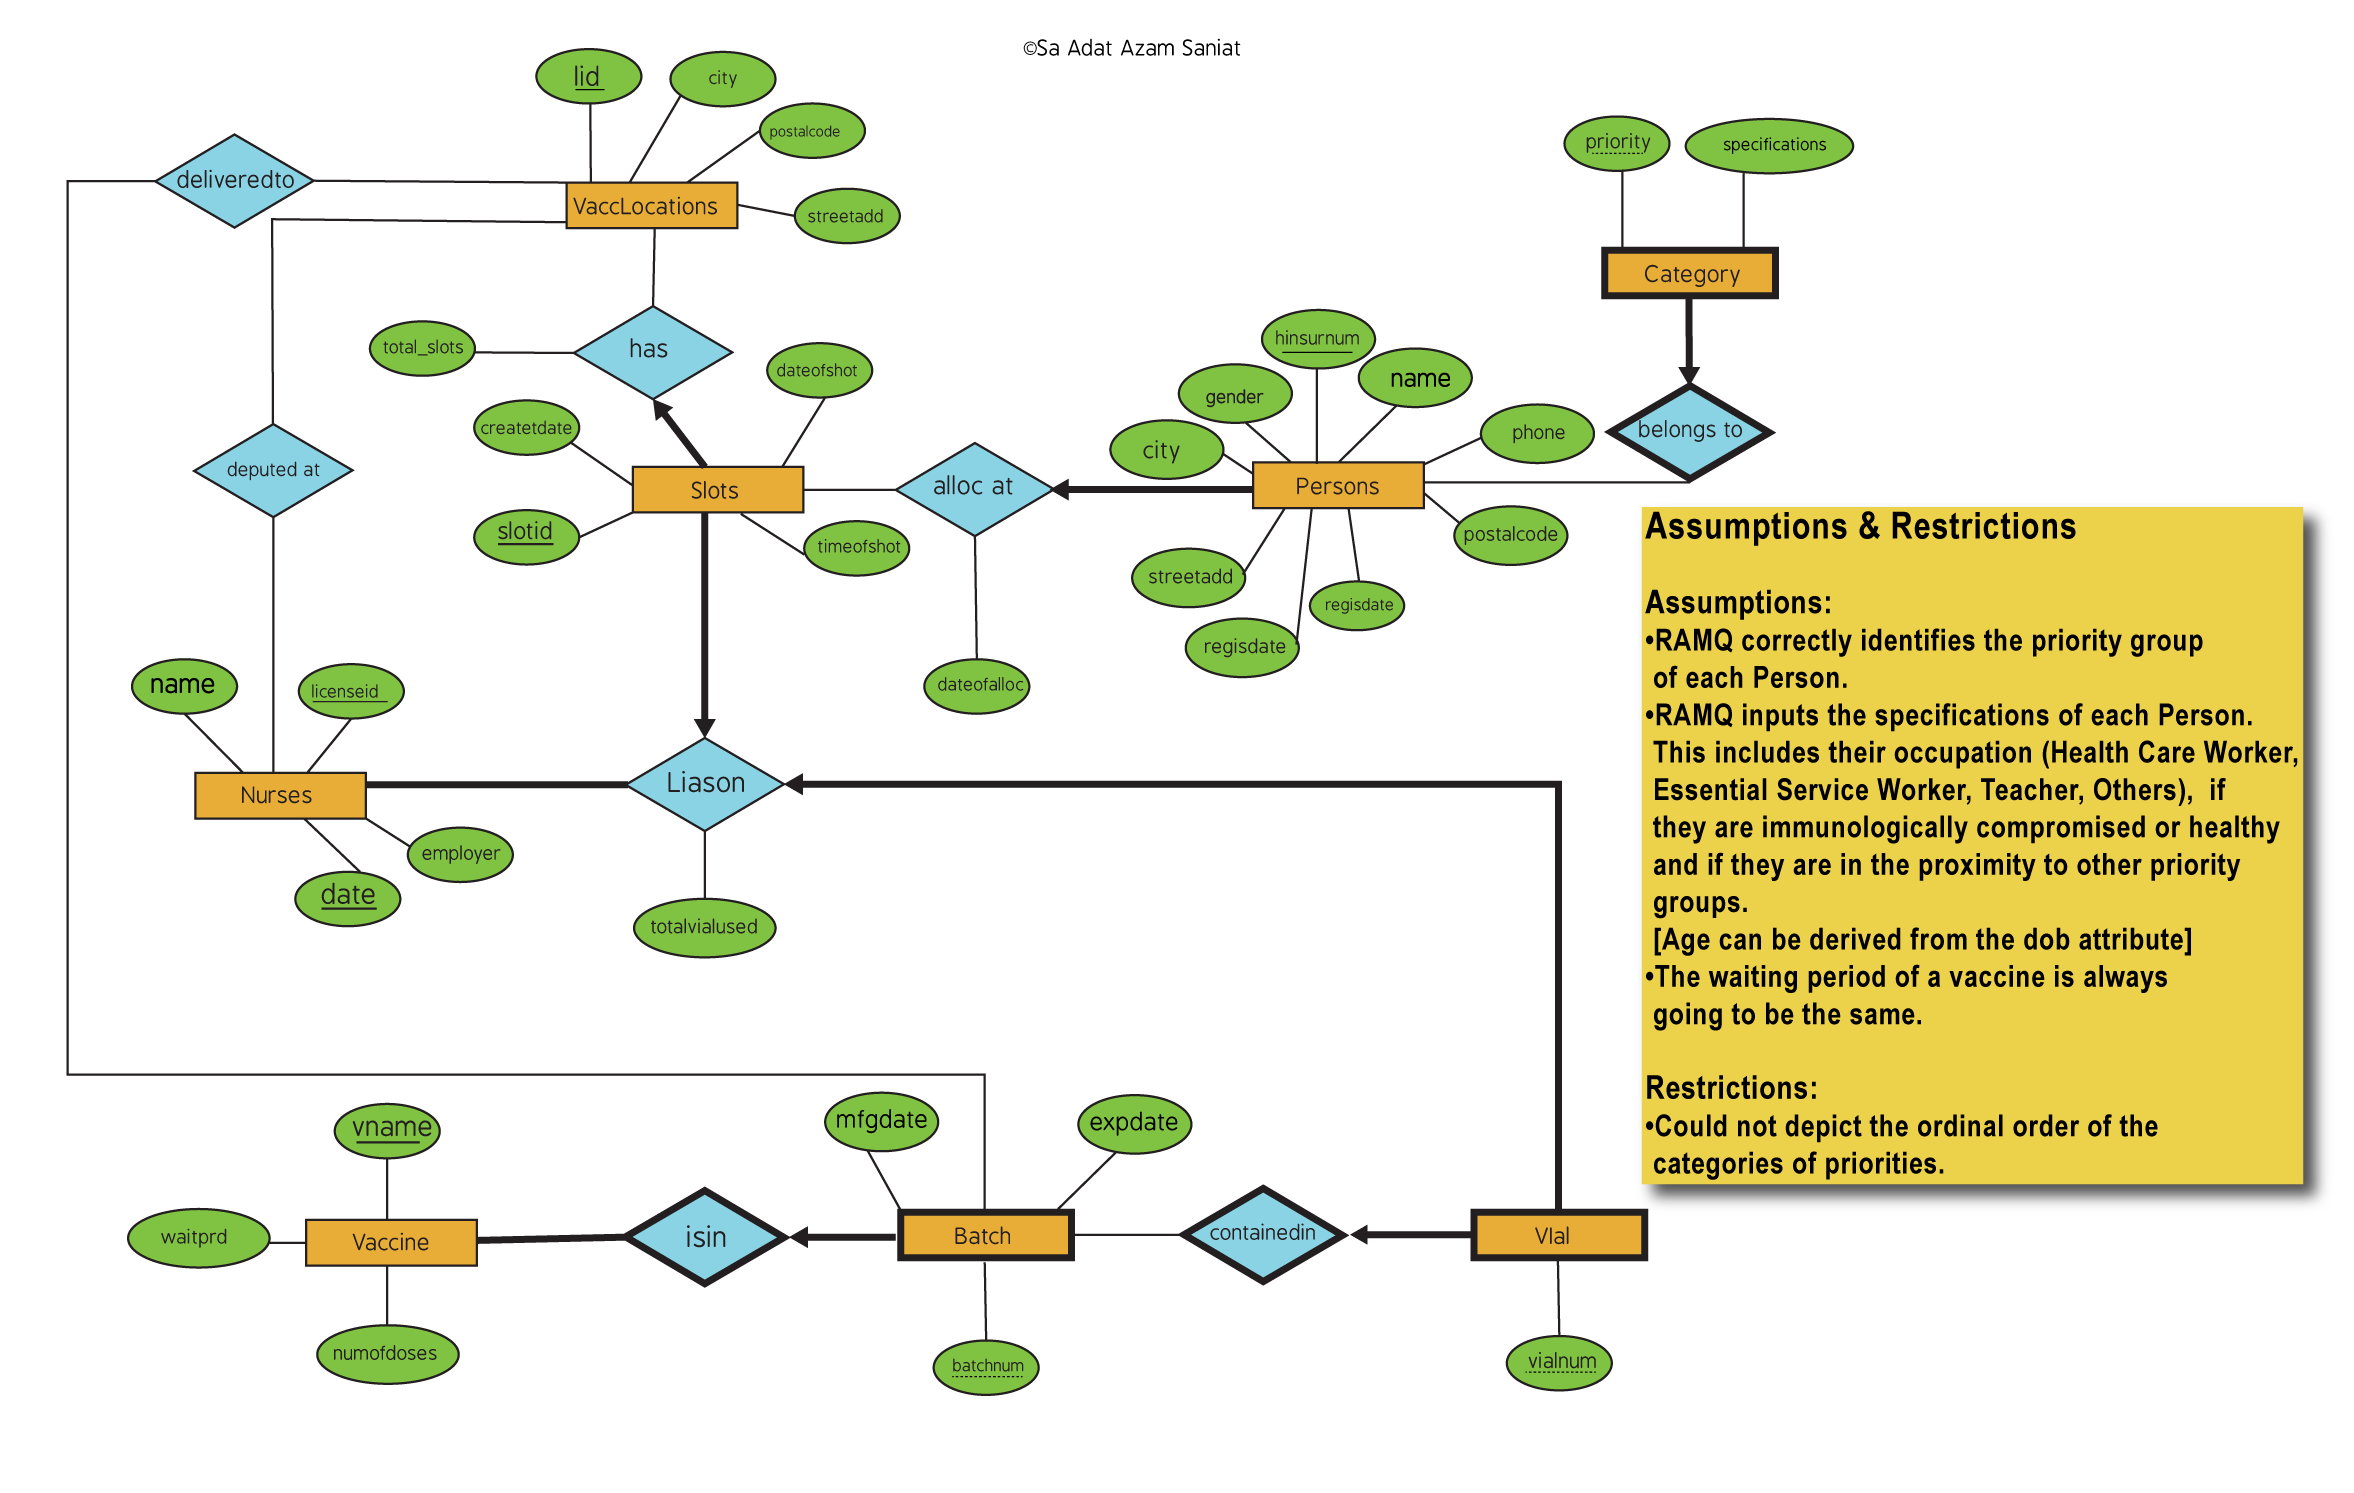 ©Sa Adat Azam Saniat
lid
city
postalcode
streetadd
deliveredto
VaccLocations
priority
specifications
Category
total_slots
has
dateofshot
createtdate
Slots
slotid
timeofshot
alloc at
dateofalloc
hinsurnum
gender
name
city
phone
Persons
postalcode
streetadd
regisdate
regisdate
belongs to
deputed at
name
licenseid
Nurses
employer
date
Liason
totalvialused
Assumptions & Restrictions
Assumptions:
•RAMQ correctly identifies the priority group
of each Person.
•RAMQ inputs the specifications of each Person.
This includes their occupation (Health Care Worker,
Essential Service Worker, Teacher, Others), if
they are immunologically compromised or healthy
and if they are in the proximity to other priority
groups.
[Age can be derived from the dob attribute]
•The waiting period of a vaccine is always
going to be the same.
Restrictions:
•Could not depict the ordinal order of the
categories of priorities.
vname
waitprd
Vaccine
numofdoses
isin
mfgdate
expdate
Batch
batchnum
containedin
VIal
vialnum